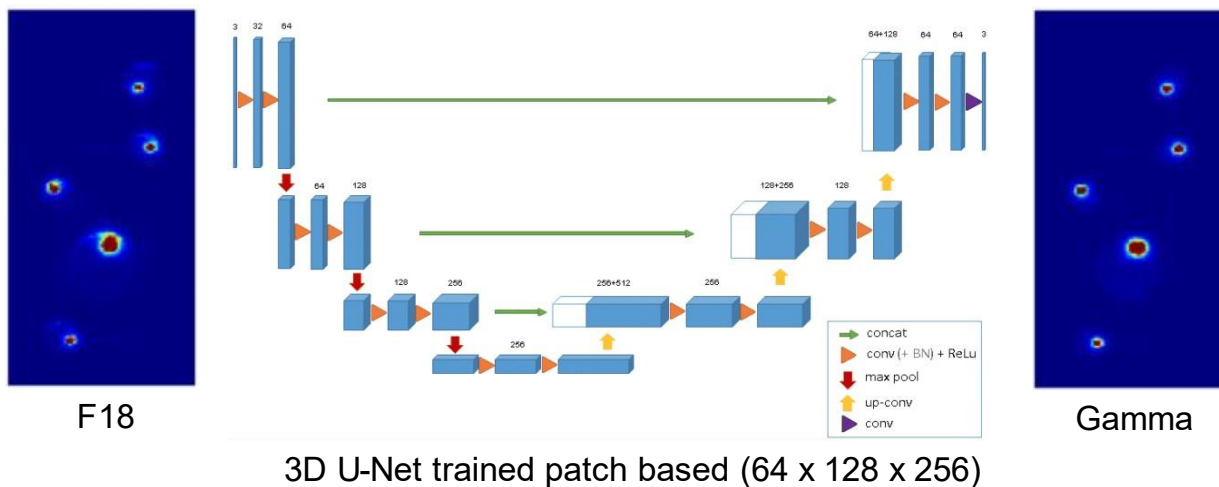 3 32 64
64+128 64 64 3
64 128
128+256 128
128 256
256+512 256
256
concat
conv (+ BN) + ReLu
max pool
up-conv
conv
F18
Gamma
3D U-Net trained patch based (64 x 128 x 256)